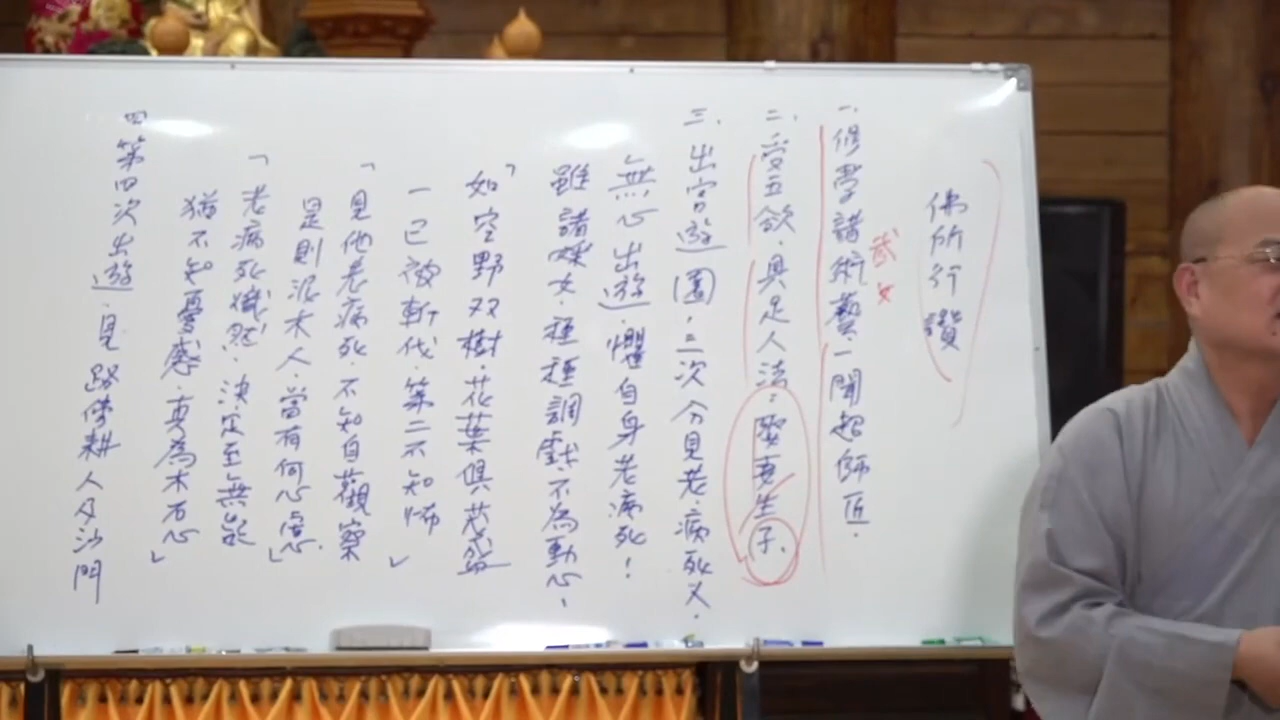 佛所行讚
一、修學諸術藝、一聞超師匠．
武
文
二、受五欲、具足人法、娶妻生子、
三、出宮遊園，三次分見老、病死人．
無心出遊，懼自身老病死！
雖諸婇女，種種調戲，不為動心，
「如空野双樹，花葉俱茂盛
一已被斬伐，第二不知怖」
「見他老病死，不知自觀察
是則泥木人，當有何心慮」
「老病死熾然，決定至無疑
猶不知憂慼，真為木石心」
四第四次出遊，見路傍耕人及沙門